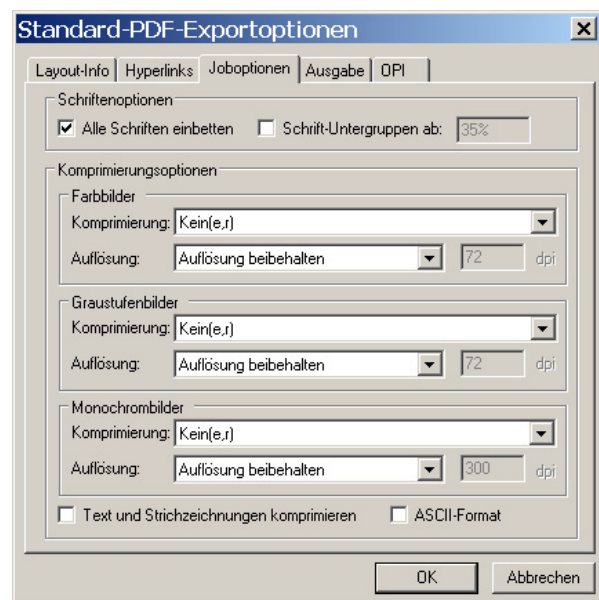 Standard-PDF-Exportoptionen
Layout-Info Hyperlinks Joboptionen Ausgabe OPI
Schriftenoptionen
Alle Schriften einbetten Schrift-Untergruppen ab: 35%
Komprimierungsoptionen
Farbbilder
Komprimierung: Kein(e,r)
Auflösung: Auflösung beibehalten 72 dpi
Graustufenbilder
Komprimierung: Kein(e,r)
Auflösung: Auflösung beibehalten 72 dpi
Monochrombilder
Komprimierung: Kein(e,r)
Auflösung: Auflösung beibehalten 300 dpi
Text und Strichzeichnungen komprimieren ASCII-Format
OK Abbrechen